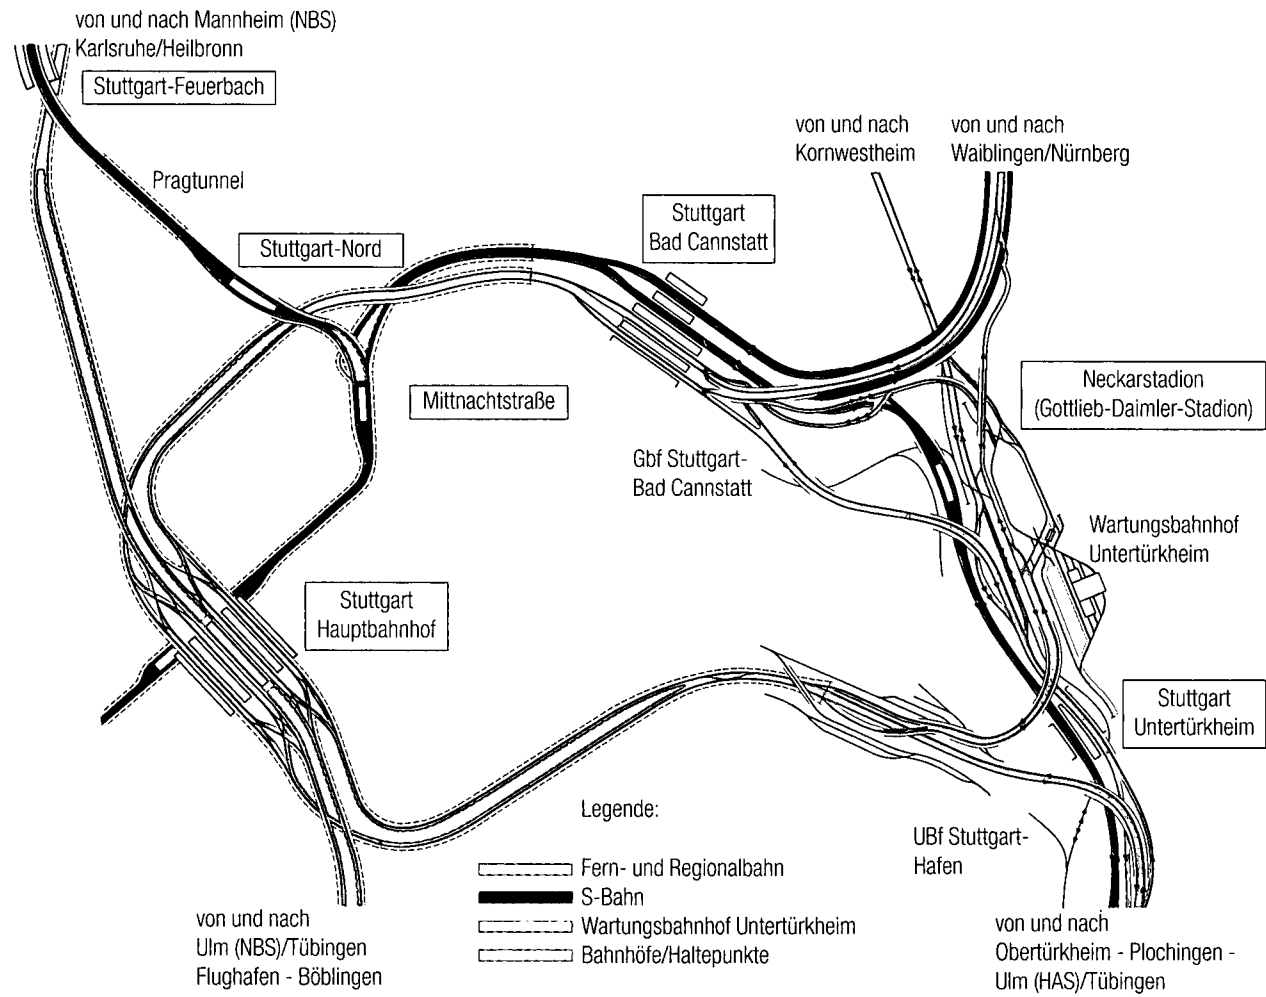 von und nach Mannheim (NBS)
Karlsruhe/Heilbronn
Stuttgart-Feuerbach
Pragtunnel
Stuttgart-Nord
Stuttgart
Bad Cannstatt
von und nach
Kornwestheim
von und nach
Waiblingen/Nürnberg
Mittnachtstraße
Neckarstadion
(Gottlieb-Daimler-Stadion)
Gbf Stuttgart-
Bad Cannstatt
Wartungsbahnhof
Untertürkheim
Stuttgart
Hauptbahnhof
Stuttgart
Untertürkheim
UBf Stuttgart-
Hafen
Legende:
Fern- und Regionalbahn
S-Bahn
Wartungsbahnhof Untertürkheim
Bahnhöfe/Haltepunkte
von und nach
Ulm (NBS)/Tübingen
Flughafen - Böblingen
von und nach
Obertürkheim - Plochingen -
Ulm (HAS)/Tübingen